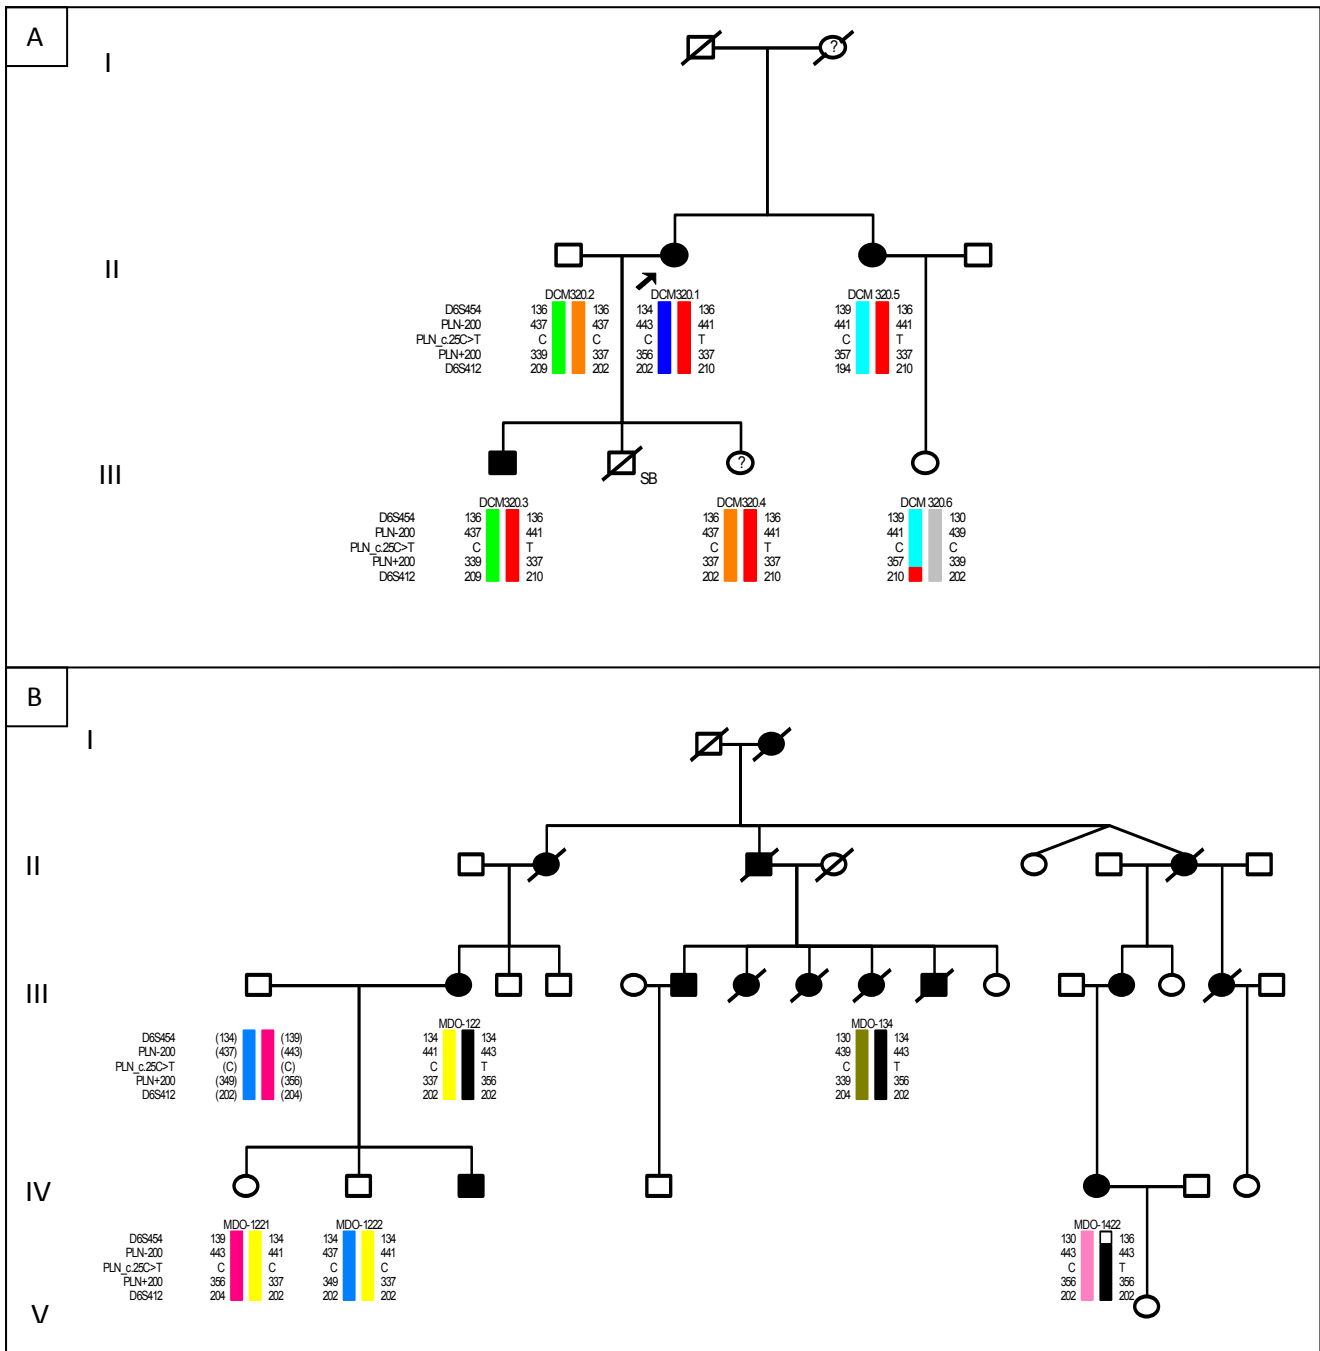 A
I
?
II
DCM320.2 DCM320.1 DCM 320.5
D6S454 136 136 134 136 139 136
PLN-200 437 437 443 441 441 441
PLN_c.25C>T C C C T C T
PLN+200 339 337 356 337 357 337
D6S412 209 202 202 210 194 210
III
?
SB
DCM320.3 DCM320.4 DCM 320.6
D6S454 136 136 136 136 139 130
PLN-200 437 441 437 441 441 439
PLN_c.25C>T C T C T C C
PLN+200 339 337 337 337 357 339
D6S412 209 210 202 210 210 202
B
I
II
III
MDO-122 MDO-134
D6S454 (134) (139) 134 134 130 134
PLN-200 (437) (443) 441 443 439 443
PLN_c.25C>T (C) (C) C T C T
PLN+200 (349) (356) 337 356 339 356
D6S412 (202) (204) 202 202 204 202
IV
MDO-1221 MDO-1222 MDO-1422
D6S454 139 134 134 134 130 136
PLN-200 443 441 437 441 443 443
PLN_c.25C>T C C C C C T
PLN+200 356 337 349 337 356 356
D6S412 204 202 202 202 202 202
V